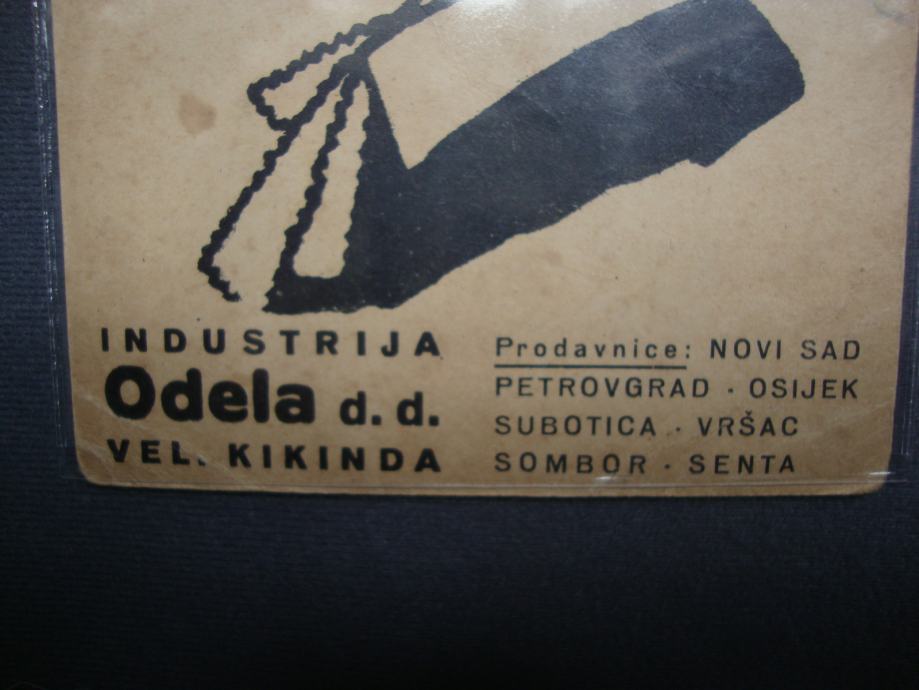 INDUSTRIJA
Odela d. d.
VEL. KIKINDA
Prodavnice: NOVI SAD
PETROVGRAD · OSIJEK
SUBOTICA · VRŠAC
SOMBOR · SENTA